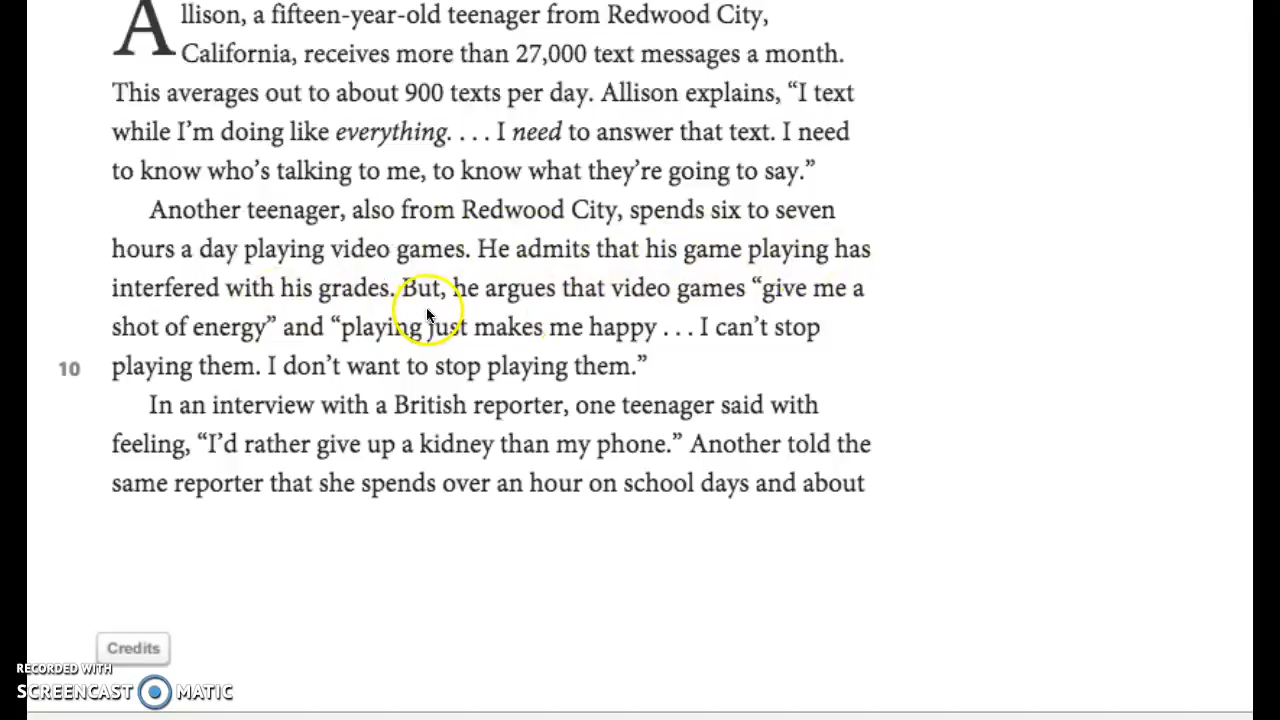 Allison, a fifteen-year-old teenager from Redwood City,
California, receives more than 27,000 text messages a month.
This averages out to about 900 texts per day. Allison explains, “I text
while I’m doing like everything. . . . I need to answer that text. I need
to know who’s talking to me, to know what they’re going to say.”
Another teenager, also from Redwood City, spends six to seven
hours a day playing video games. He admits that his game playing has
interfered with his grades. But, he argues that video games “give me a
shot of energy” and “playing just makes me happy . . . I can’t stop
10 playing them. I don’t want to stop playing them.”
In an interview with a British reporter, one teenager said with
feeling, “I’d rather give up a kidney than my phone.” Another told the
same reporter that she spends over an hour on school days and about
Credits
RECORDED WITH
SCREENCAST MATIC